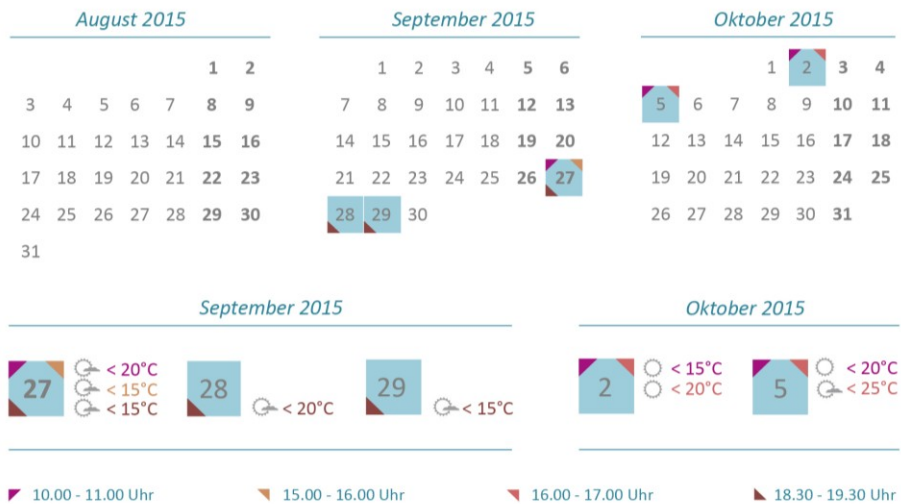 August 2015 September 2015 Oktober 2015
1 2 1 2 3 4 5 6 1 2 3 4
3 4 5 6 7 8 9 7 8 9 10 11 12 13 5 6 7 8 9 10 11
10 11 12 13 14 15 16 14 15 16 17 18 19 20 12 13 14 15 16 17 18
17 18 19 20 21 22 23 21 22 23 24 25 26 27 19 20 21 22 23 24 25
24 25 26 27 28 29 30 28 29 30 26 27 28 29 30 31
31
September 2015 Oktober 2015
27 < 20°C < 15°C < 15°C 28 < 20°C 29 < 15°C 2 < 15°C < 20°C 5 < 20°C < 25°C
10.00 - 11.00 Uhr 15.00 - 16.00 Uhr 16.00 - 17.00 Uhr 18.30 - 19.30 Uhr